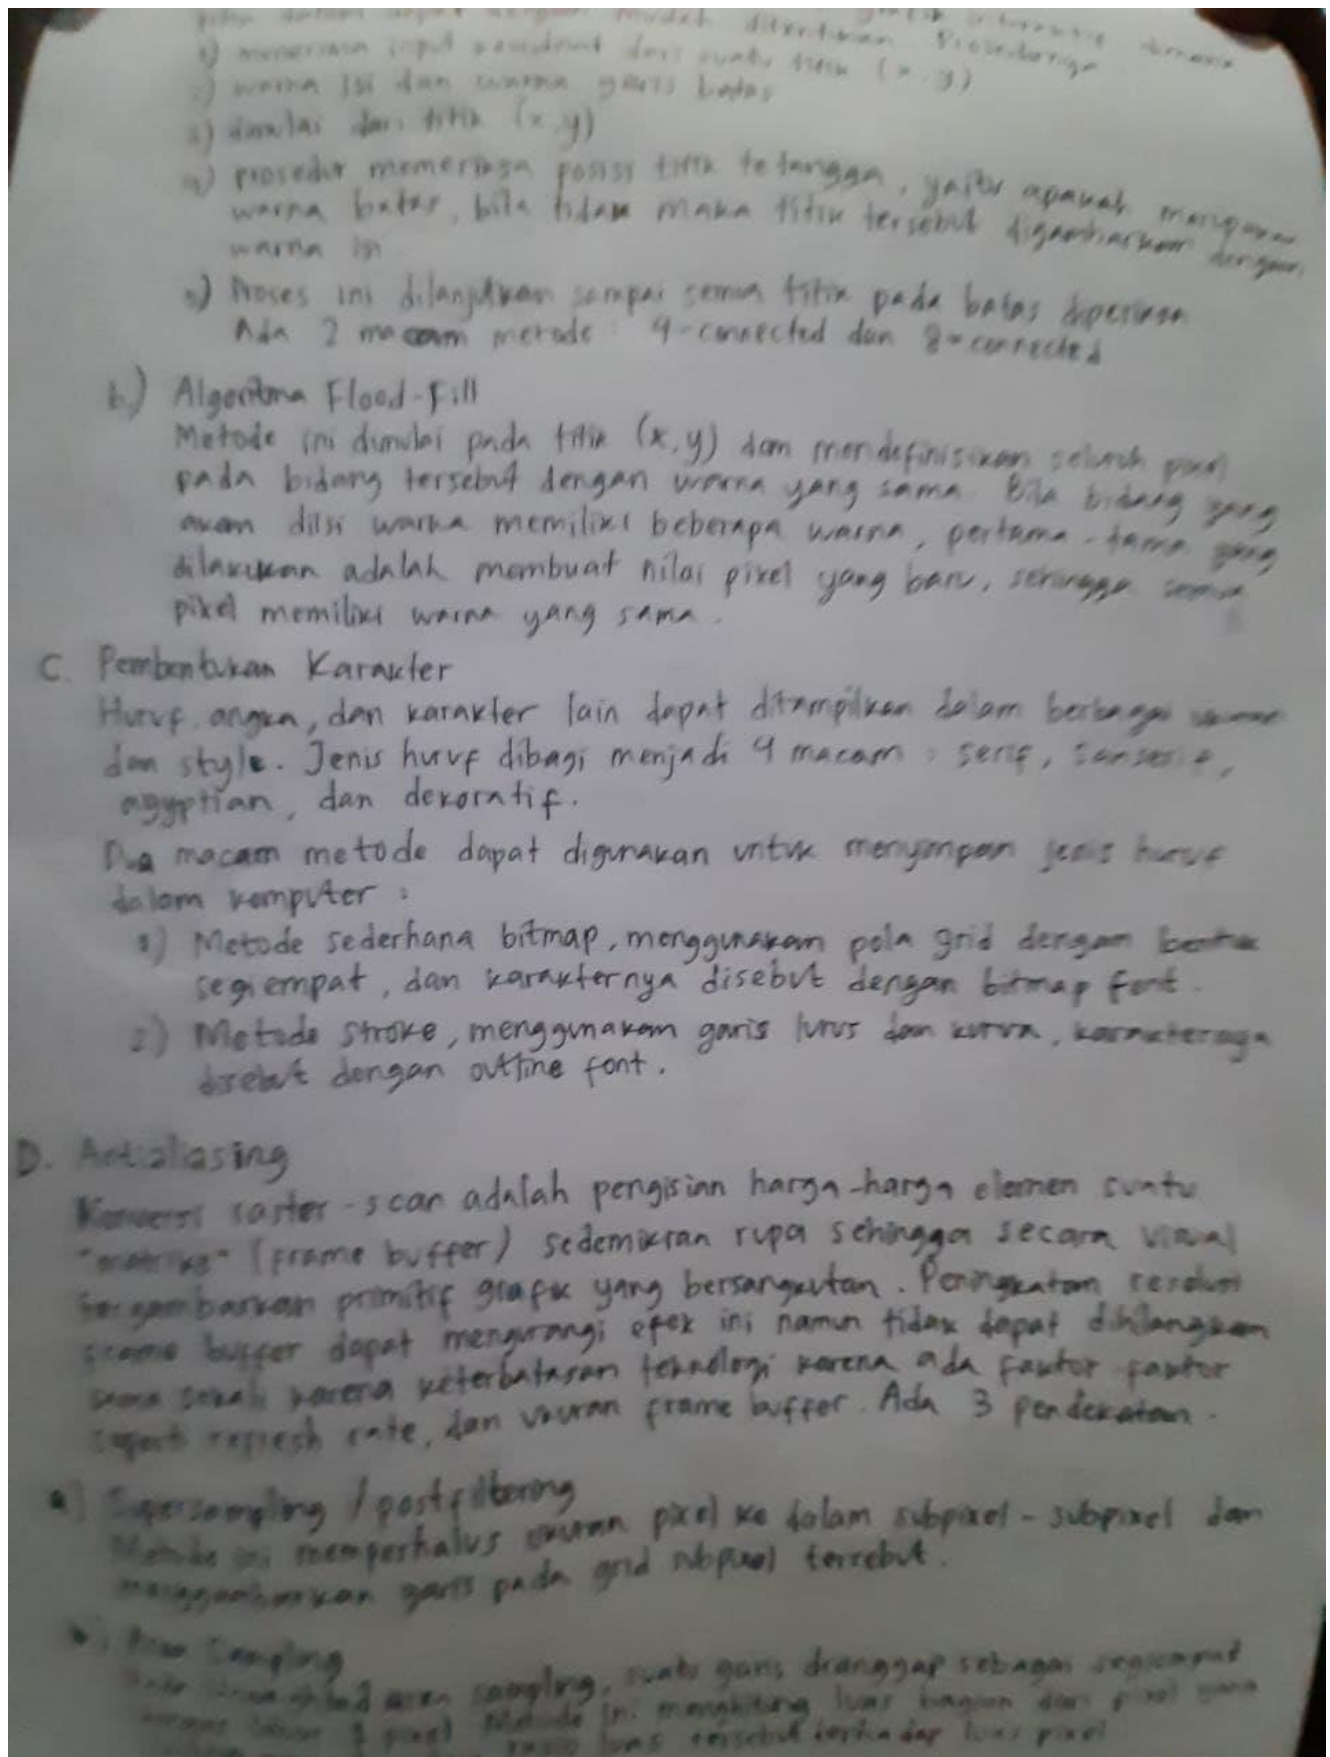 dapat dengan mudah ditentukan Prosedurnya
1) menerima input koordinat dari suatu titik (x, y)
2) warna isi dan warna garis batas
3) dimulai dari titik (x, y)
4) prosedur memeriksa posisi titik tetangga, yaitu apakah merupakan
warna batas, bila tidak maka titik tersebut digambarkan dengan
warna isi
5) Proses ini dilanjutkan sampai semua titik pada batas diperiksa
Ada 2 macam metode : 4-connected dan 8-connected
b.) Algoritma Flood-Fill
Metode ini dimulai pada titik (x, y) dan mendefinisikan seluruh pixel
pada bidang tersebut dengan warna yang sama. Bila bidang yang
akan diisi warna memiliki beberapa warna, pertama-tama yang
dilakukan adalah membuat nilai pixel yang baru, sehingga semua
pixel memiliki warna yang sama.
C. Pembentukan Karakter
Huruf, angka, dan karakter lain dapat ditampilkan dalam berbagai
dan style. Jenis huruf dibagi menjadi 4 macam : serif, sanserif,
agyptian, dan dekoratif.
Dua macam metode dapat digunakan untuk menyimpan jenis huruf
dalam komputer :
1) Metode sederhana bitmap, menggunakan pola grid dengan bentuk
segiempat, dan karakternya disebut dengan bitmap font.
2) Metode stroke, menggunakan garis lurus dan kurva, karakternya
disebut dengan outline font.
D. Antialiasing
Konversi raster-scan adalah pengisian harga-harga elemen suatu
"matriks" (frame buffer) sedemikian rupa sehingga secara visual
tergambarkan primitif grafik yang bersangkutan. Peningkatan resolusi
frame buffer dapat mengurangi efek ini namun tidak dapat dihilangkan
sama sekali karena keterbatasan teknologi karena ada faktor faktor
seperti refresh rate, dan ukuran frame buffer. Ada 3 pendekatan.
a) Supersampling / postfiltering
Metode ini memperhalus ukuran pixel ke dalam subpixel-subpixel dan
menggambarkan garis pada grid subpixel tersebut.
b) Area Sampling
area sampling, suatu garis dianggap sebagai segiempat
1 pixel. Metode ini menghitung luas bagian dari pixel yang
rasio luas tersebut terhadap luas pixel